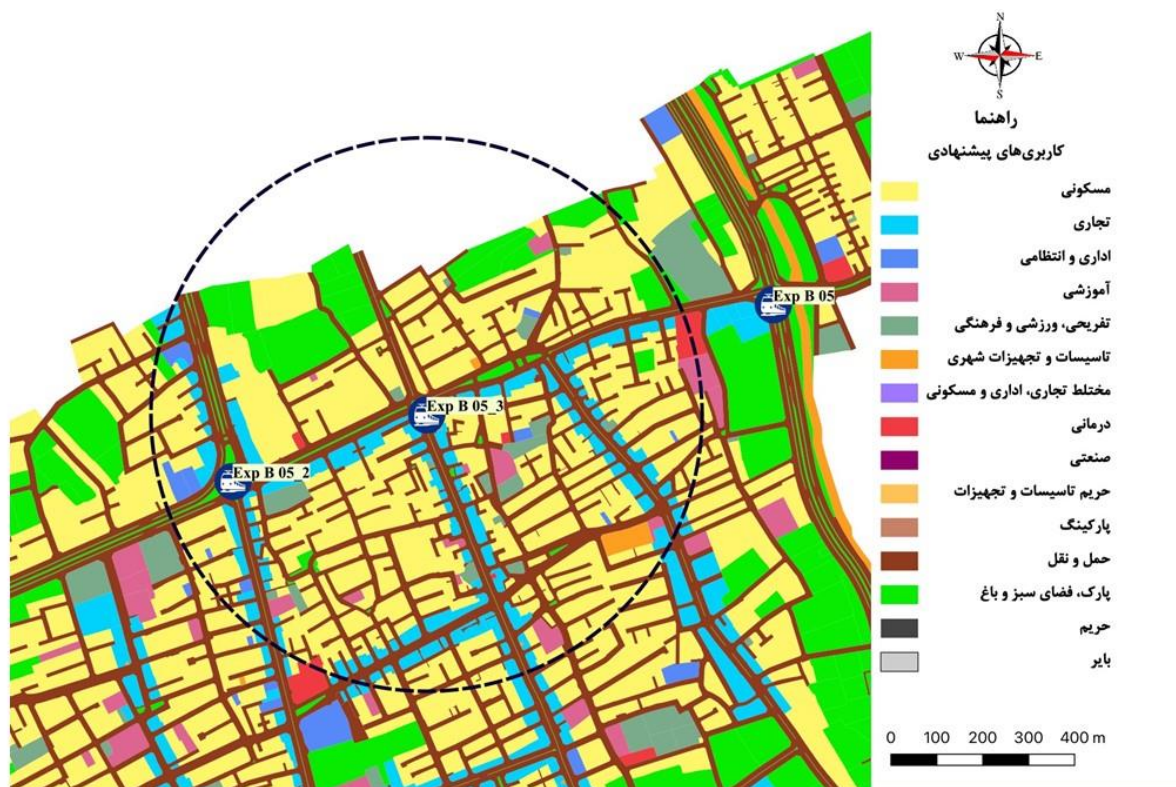 N
W
E
S
راهنما
کاربری‌های پیشنهادی
مسکونی
تجاری
اداری و انتظامی
آموزشی
تفریحی، ورزشی و فرهنگی
تاسیسات و تجهیزات شهری
مختلط تجاری، اداری و مسکونی
درمانی
صنعتی
حریم تاسیسات و تجهیزات
پارکینگ
حمل و نقل
پارک، فضای سبز و باغ
حریم
بایر
0 100 200 300 400 m
Exp B 05
Exp B 05_3
Exp B 05_2